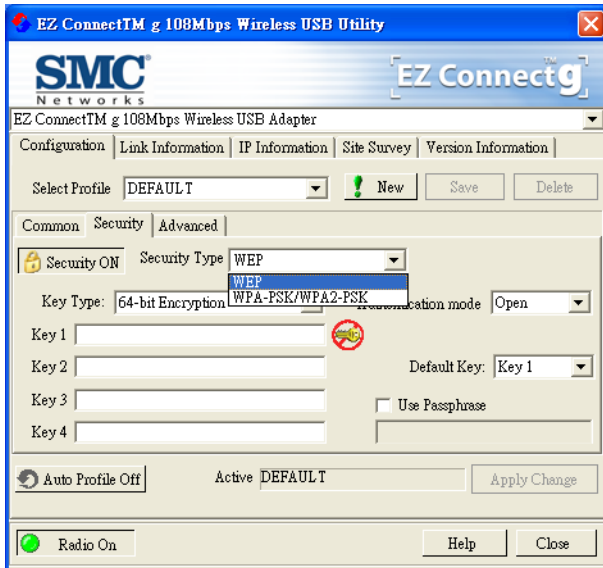 EZ ConnectTM g 108Mbps Wireless USB Utility
SMC®
Networks
EZ Connect™ g
EZ ConnectTM g 108Mbps Wireless USB Adapter
Configuration Link Information IP Information Site Survey Version Information
Select Profile DEFAULT New Save Delete
Common Security Advanced
Security ON Security Type WEP
WEP
WPA-PSK/WPA2-PSK
Key Type: 64-bit Encryption mode Open
Key 1
Key 2 Default Key: Key 1
Key 3 Use Passphrase
Key 4
Auto Profile Off Active DEFAULT Apply Change
Radio On Help Close